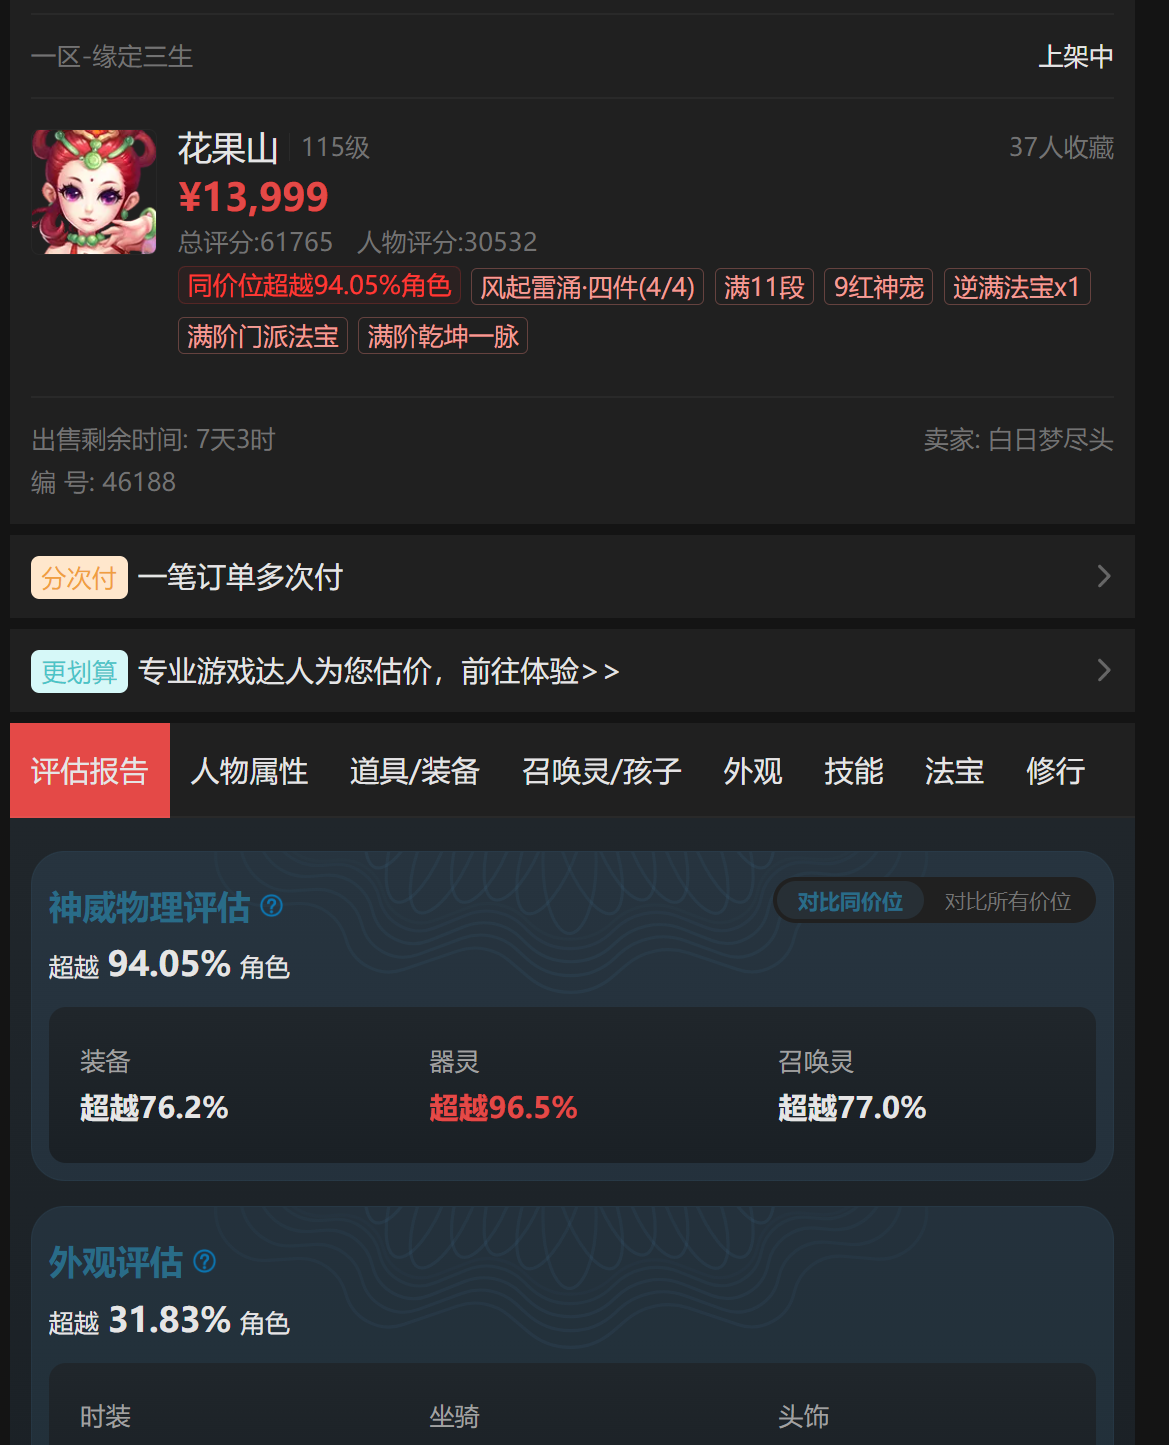 一区-缘定三生 上架中
花果山 115级 37人收藏
¥13,999
总评分:61765 人物评分:30532
同价位超越94.05%角色 风起雷涌·四件(4/4) 满11段 9红神宠 逆满法宝x1
满阶门派法宝 满阶乾坤一脉
出售剩余时间: 7天3时 卖家: 白日梦尽头
编 号: 46188
分次付 一笔订单多次付
更划算 专业游戏达人为您估价，前往体验>>
评估报告 人物属性 道具/装备 召唤灵/孩子 外观 技能 法宝 修行
神威物理评估 对比同价位 对比所有价位
超越 94.05% 角色
装备 器灵 召唤灵
超越76.2% 超越96.5% 超越77.0%
外观评估
超越 31.83% 角色
时装 坐骑 头饰